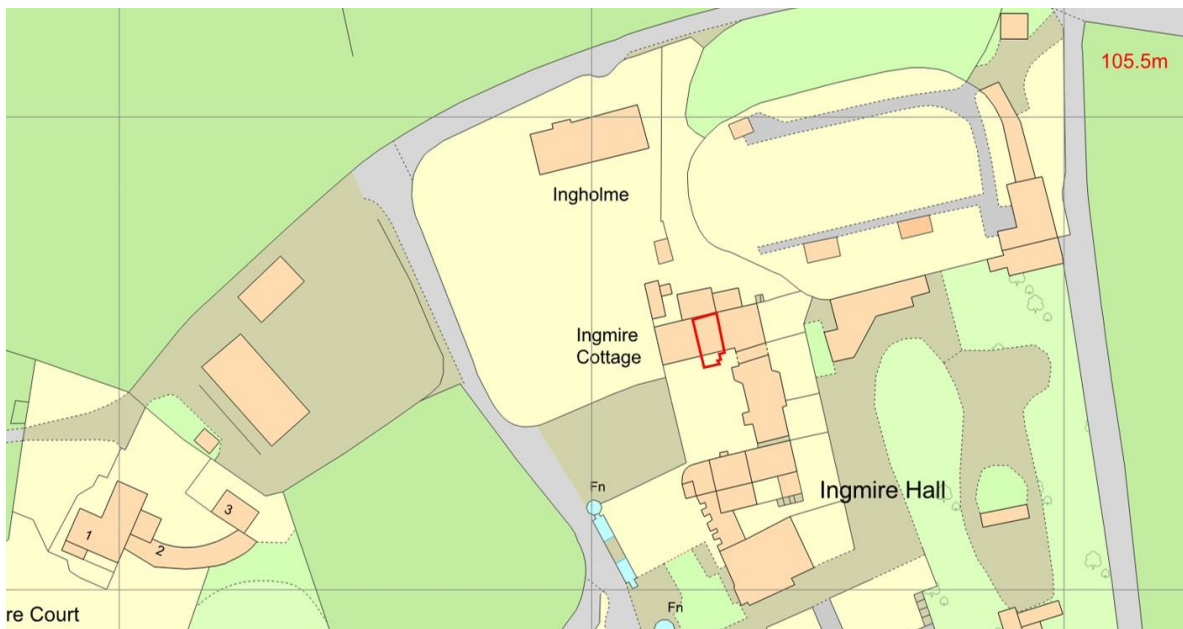 105.5m
Ingholme
Ingmire
Cottage
Fn
Ingmire Hall
3
1
2
Fn
re Court